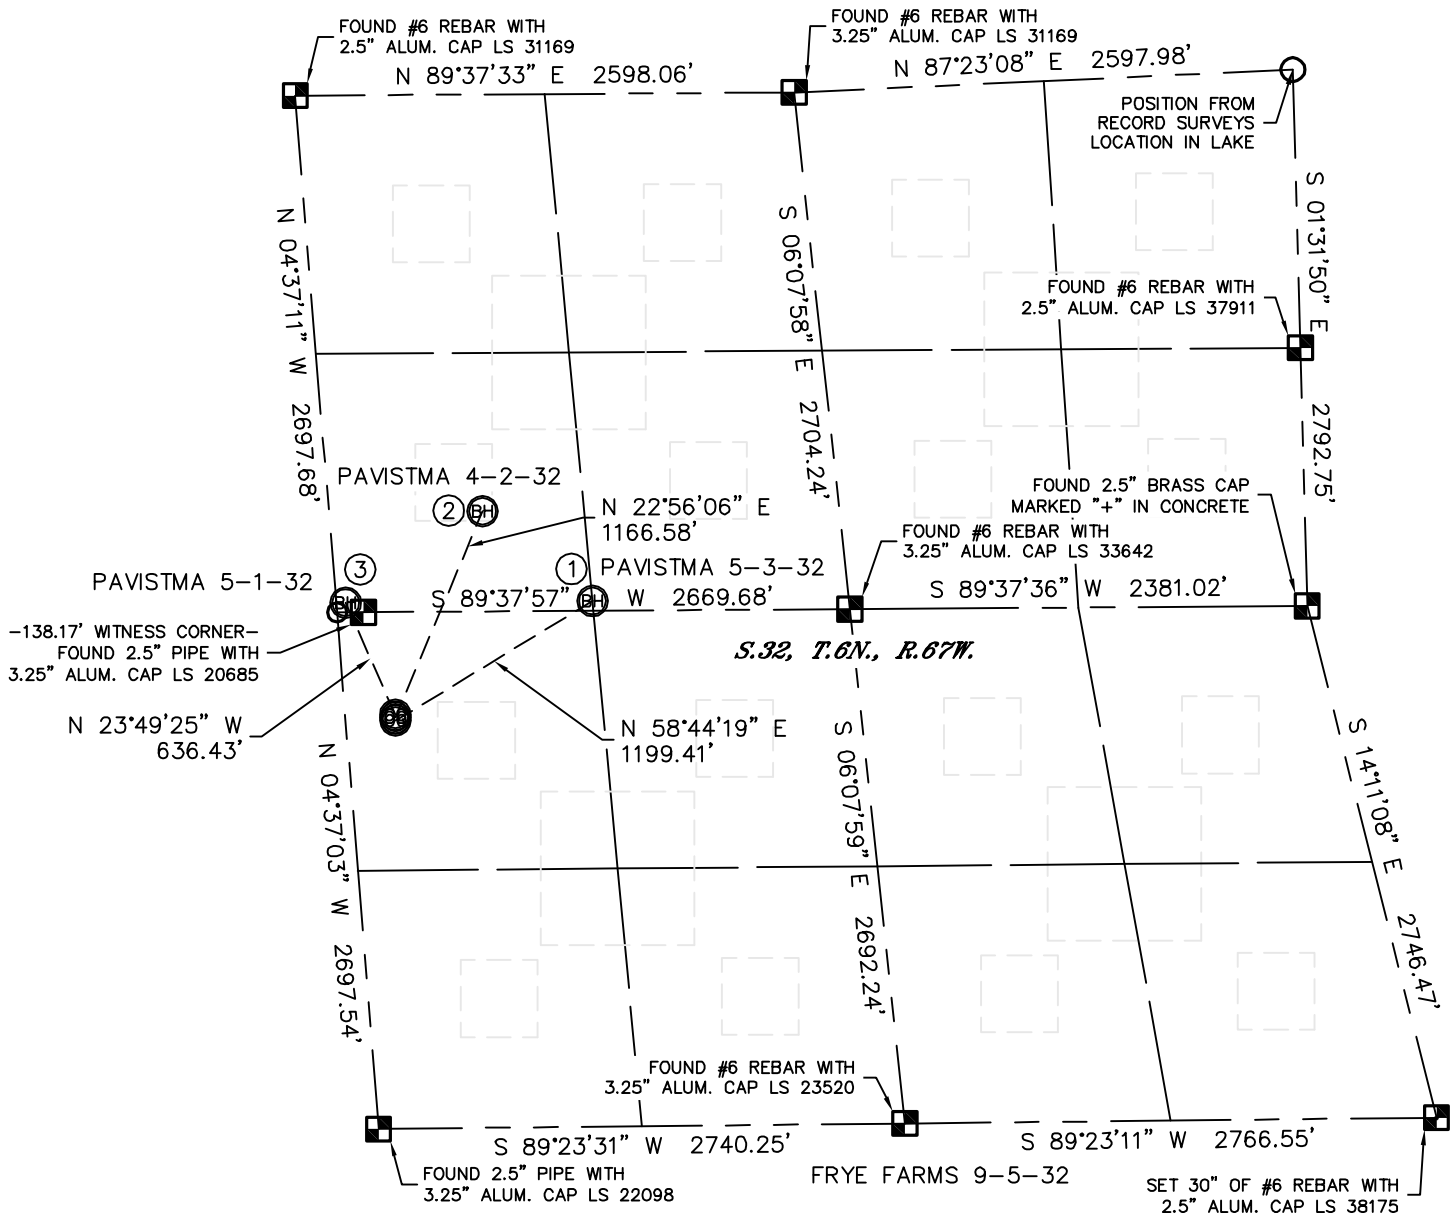 FOUND #6 REBAR WITH
2.5" ALUM. CAP LS 31169
FOUND #6 REBAR WITH
3.25" ALUM. CAP LS 31169
N 89°37'33" E 2598.06'
N 87°23'08" E 2597.98'
POSITION FROM
RECORD SURVEYS
LOCATION IN LAKE
N 04°37'11" W 2697.68'
S 06°07'58" E 2704.24'
S 01°31'50" E 2792.75'
FOUND #6 REBAR WITH
2.5" ALUM. CAP LS 37911
PAVISTMA 4-2-32
2 BH
N 22°56'06" E
1166.58'
FOUND 2.5" BRASS CAP
MARKED "+" IN CONCRETE
FOUND #6 REBAR WITH
3.25" ALUM. CAP LS 33642
PAVISTMA 5-1-32
3
BH
1
PAVISTMA 5-3-32
BH
S 89°37'57" W 2669.68'
S 89°37'36" W 2381.02'
-138.17' WITNESS CORNER-
FOUND 2.5" PIPE WITH
3.25" ALUM. CAP LS 20685
S.32, T.6N., R.67W.
N 23°49'25" W
636.43'
N 58°44'19" E
1199.41'
N 04°37'03" W 2697.54'
S 06°07'59" E 2692.24'
S 14°11'08" E 2746.47'
FOUND #6 REBAR WITH
3.25" ALUM. CAP LS 23520
S 89°23'31" W 2740.25'
S 89°23'11" W 2766.55'
FOUND 2.5" PIPE WITH
3.25" ALUM. CAP LS 22098
FRYE FARMS 9-5-32
SET 30" OF #6 REBAR WITH
2.5" ALUM. CAP LS 38175